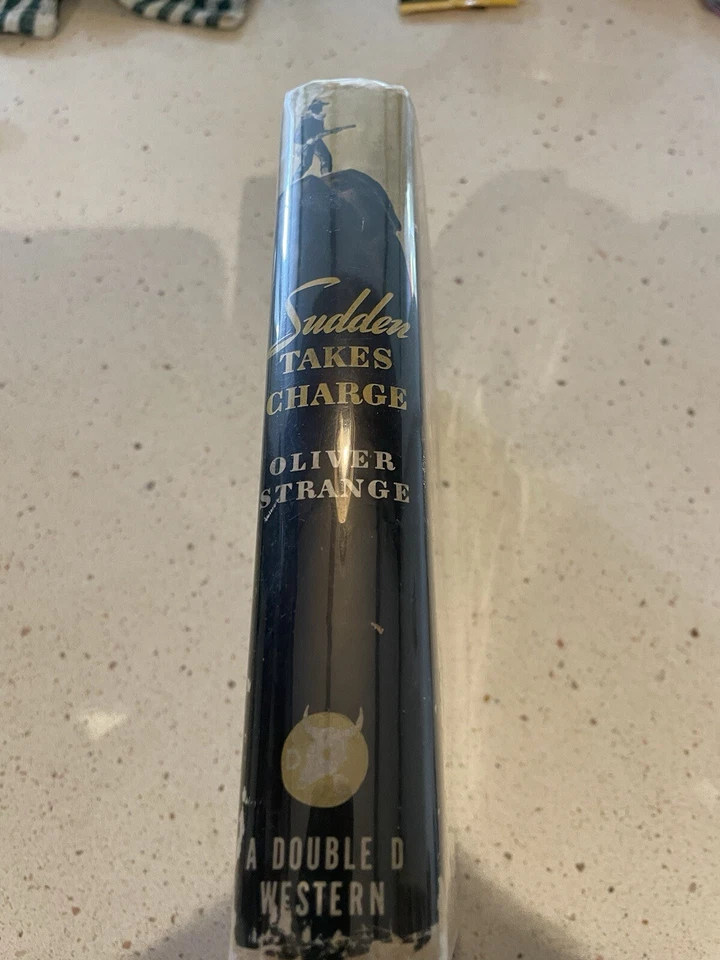 Sudden
TAKES
CHARGE
OLIVER
STRANGE
A DOUBLE D
WESTERN